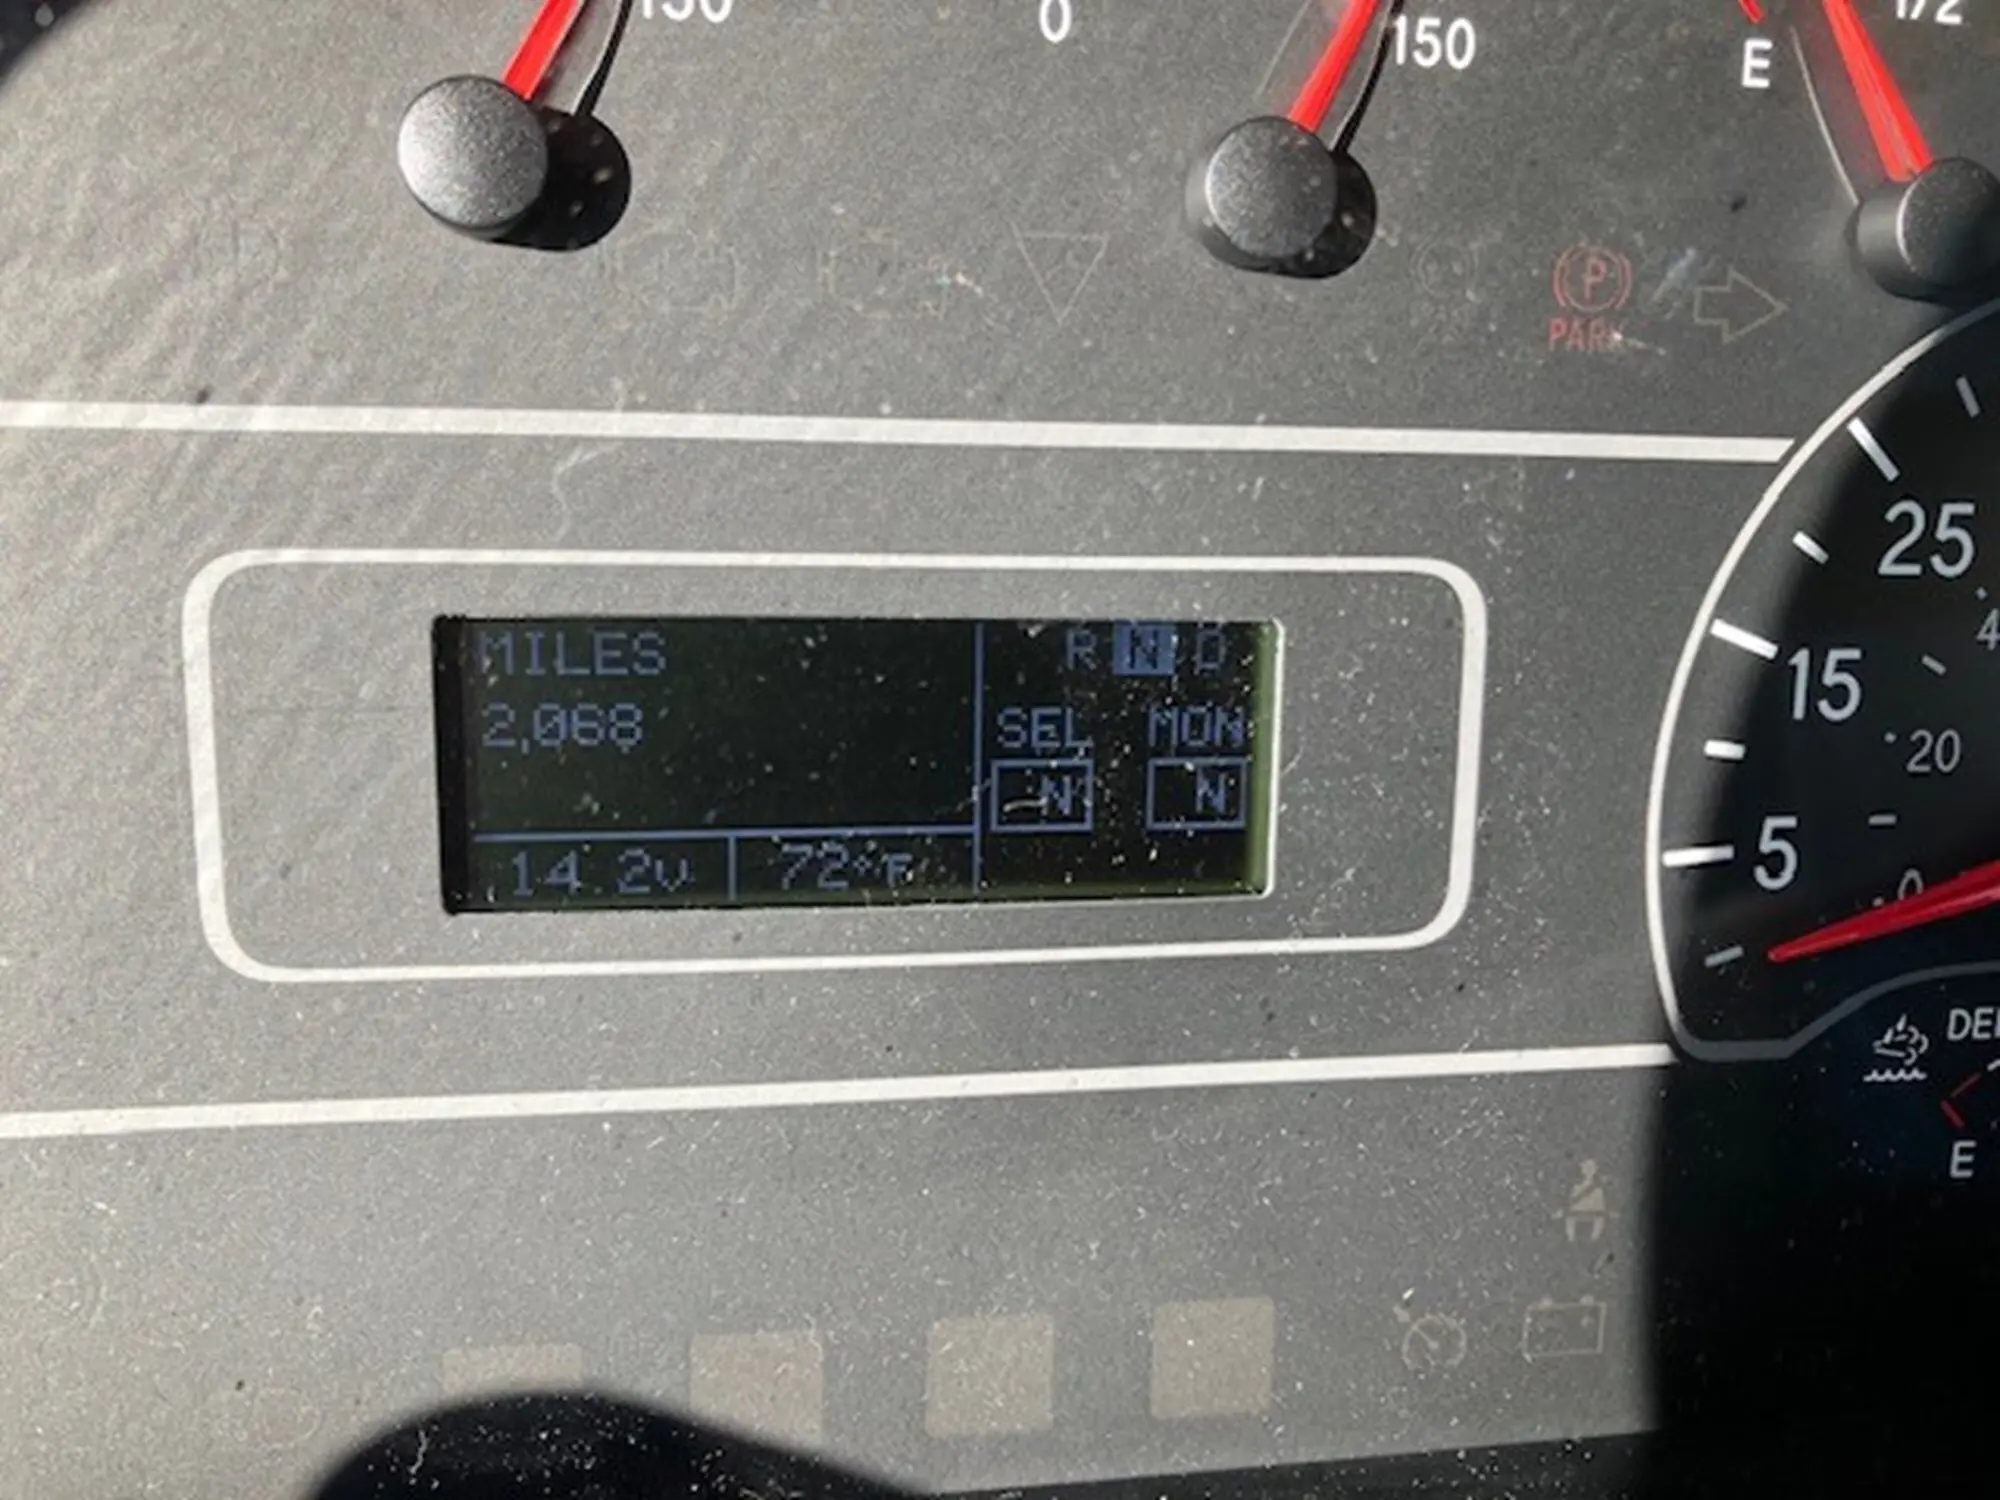 150
0
150
E
1/2
P
PARK
25
15
20
5
0
MILES
2,068
R N D
SEL MON
N N
14.2v 72°F
E